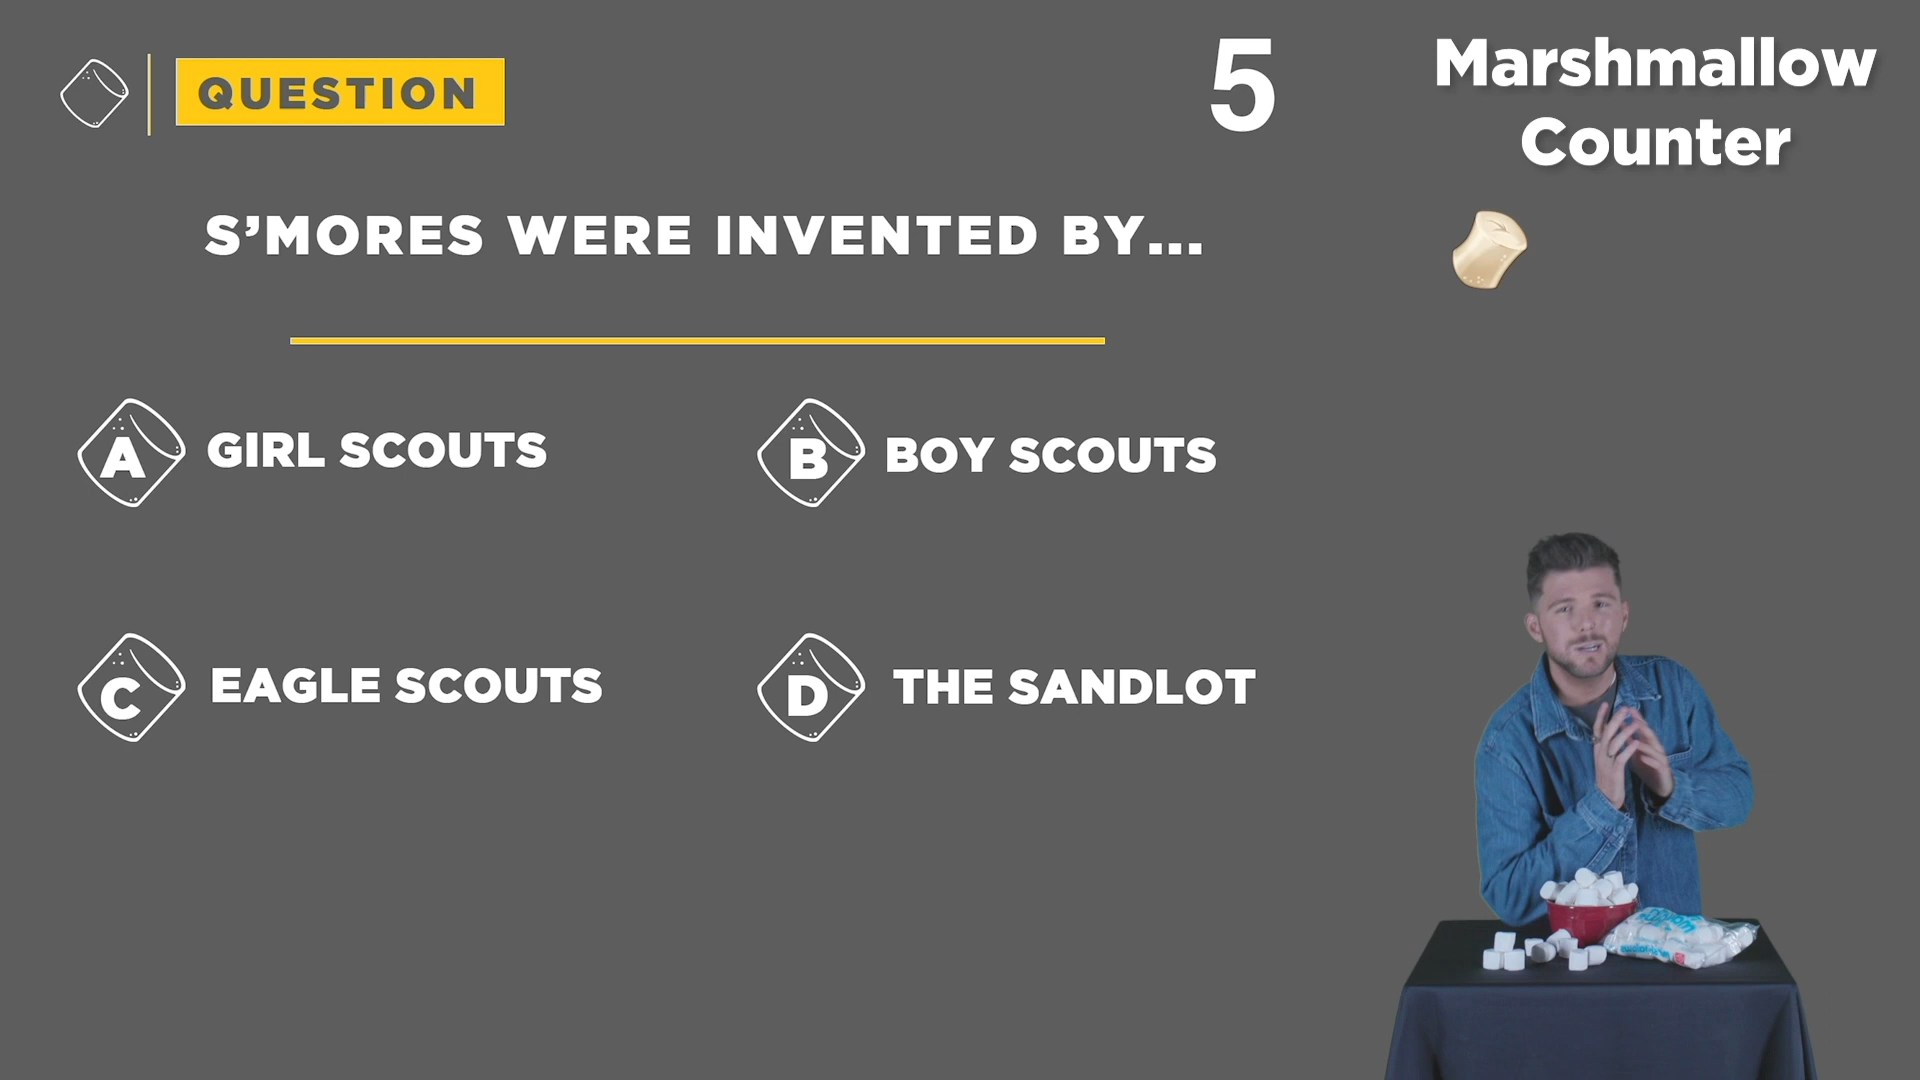 QUESTION
5
Marshmallow
Counter
S’MORES WERE INVENTED BY...
A GIRL SCOUTS
B BOY SCOUTS
C EAGLE SCOUTS
D THE SANDLOT